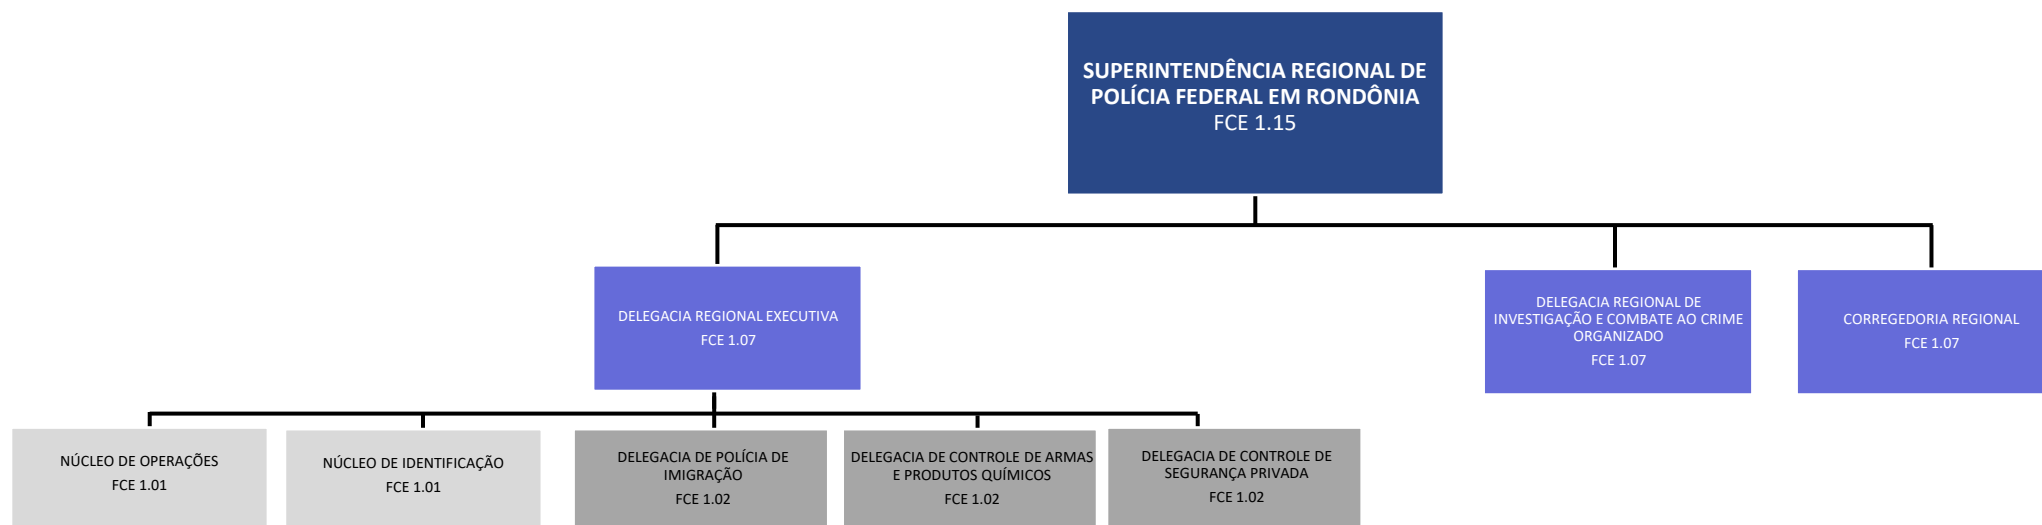 SUPERINTENDÊNCIA REGIONAL DE
POLÍCIA FEDERAL EM RONDÔNIA
FCE 1.15
DELEGACIA REGIONAL EXECUTIVA
FCE 1.07
DELEGACIA REGIONAL DE
INVESTIGAÇÃO E COMBATE AO CRIME
ORGANIZADO
FCE 1.07
CORREGEDORIA REGIONAL
FCE 1.07
NÚCLEO DE OPERAÇÕES
FCE 1.01
NÚCLEO DE IDENTIFICAÇÃO
FCE 1.01
DELEGACIA DE POLÍCIA DE
IMIGRAÇÃO
FCE 1.02
DELEGACIA DE CONTROLE DE ARMAS
E PRODUTOS QUÍMICOS
FCE 1.02
DELEGACIA DE CONTROLE DE
SEGURANÇA PRIVADA
FCE 1.02